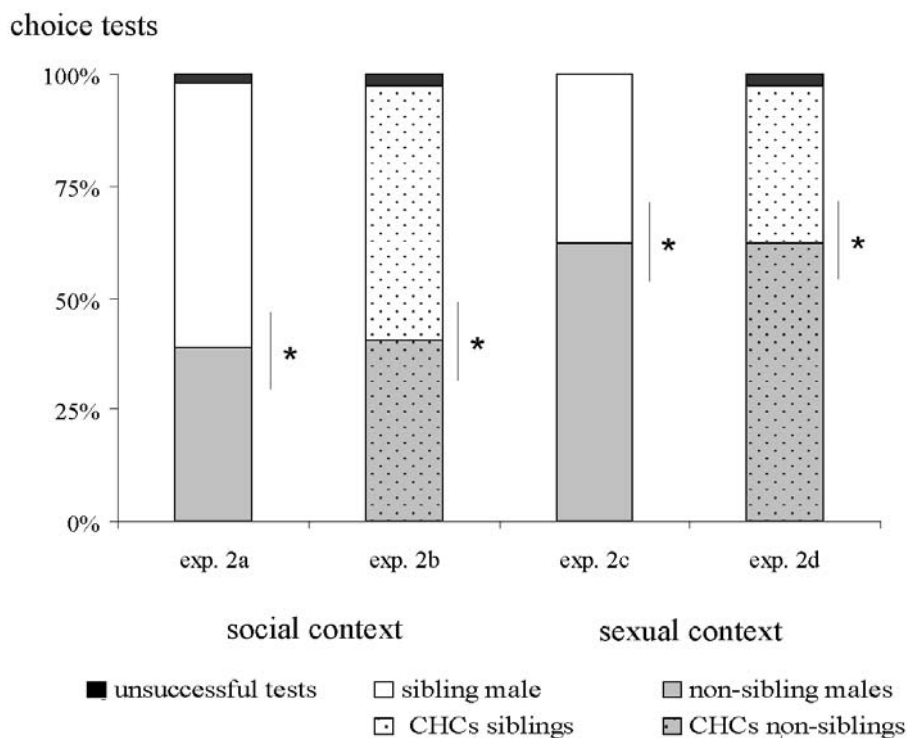 choice tests
100%
75%
50%
25%
0%
*
*
*
*
exp. 2a exp. 2b exp. 2c exp. 2d
social context sexual context
unsuccessful tests sibling male non-sibling males
CHCs siblings CHCs non-siblings